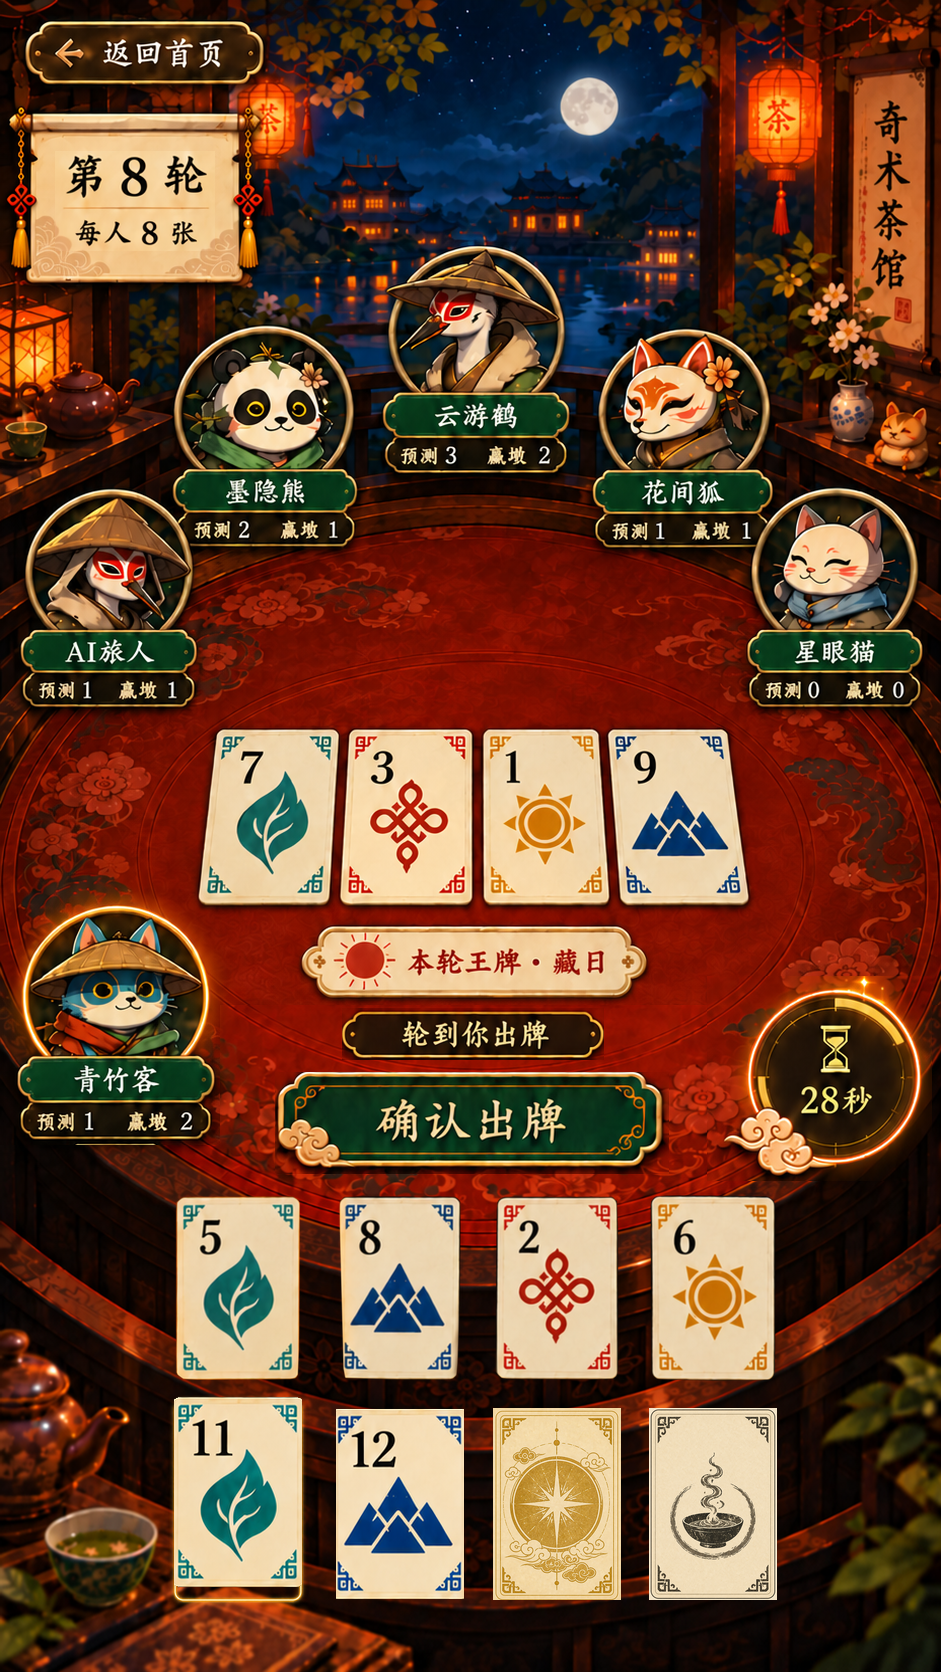 返回首页
第 8 轮
每人 8 张
茶
茶
奇术茶馆
云游鹤
预测 3 赢墩 2
墨隐熊
预测 2 赢墩 1
花间狐
预测 1 赢墩 1
AI旅人
预测 1 赢墩 1
星眼猫
预测 0 赢墩 0
7
3
1
9
本轮王牌·藏日
轮到你出牌
确认出牌
28秒
青竹客
预测 1 赢墩 2
5
8
2
6
11
12